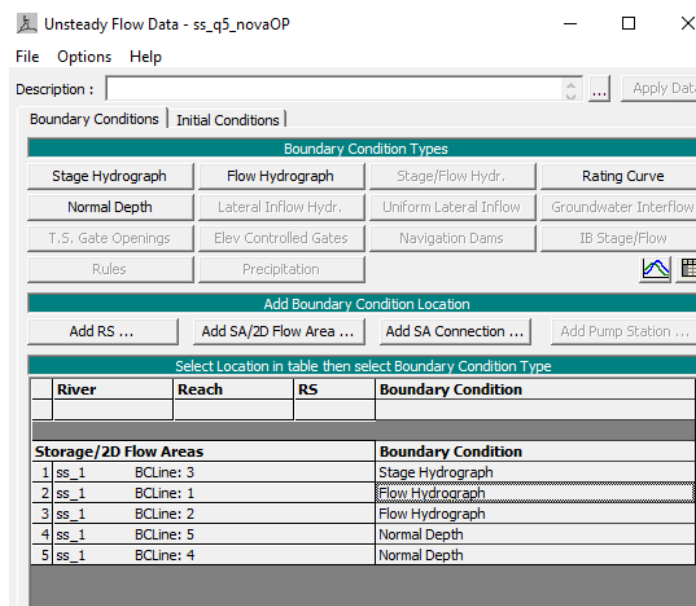 Unsteady Flow Data - ss_q5_novaOP
File Options Help
Description : ... Apply Data
Boundary Conditions Initial Conditions
Boundary Condition Types
Stage Hydrograph Flow Hydrograph Stage/Flow Hydr. Rating Curve
Normal Depth Lateral Inflow Hydr. Uniform Lateral Inflow Groundwater Interflow
T.S. Gate Openings Elev Controlled Gates Navigation Dams IB Stage/Flow
Rules Precipitation
Add Boundary Condition Location
Add RS ... Add SA/2D Flow Area ... Add SA Connection ... Add Pump Station ...
Select Location in table then select Boundary Condition Type
River Reach RS Boundary Condition
Storage/2D Flow Areas Boundary Condition
1 ss_1 BCLine: 3 Stage Hydrograph
2 ss_1 BCLine: 1 Flow Hydrograph
3 ss_1 BCLine: 2 Flow Hydrograph
4 ss_1 BCLine: 5 Normal Depth
5 ss_1 BCLine: 4 Normal Depth